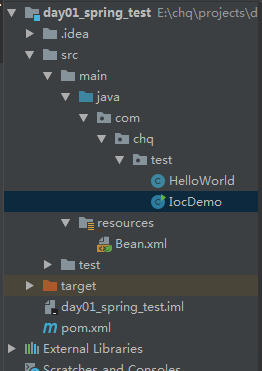 day01_spring_test E:\chq\projects\d
.idea
src
main
java
com
chq
test
HelloWorld
IocDemo
resources
Bean.xml
test
target
day01_spring_test.iml
pom.xml
External Libraries
Scratches and Consoles